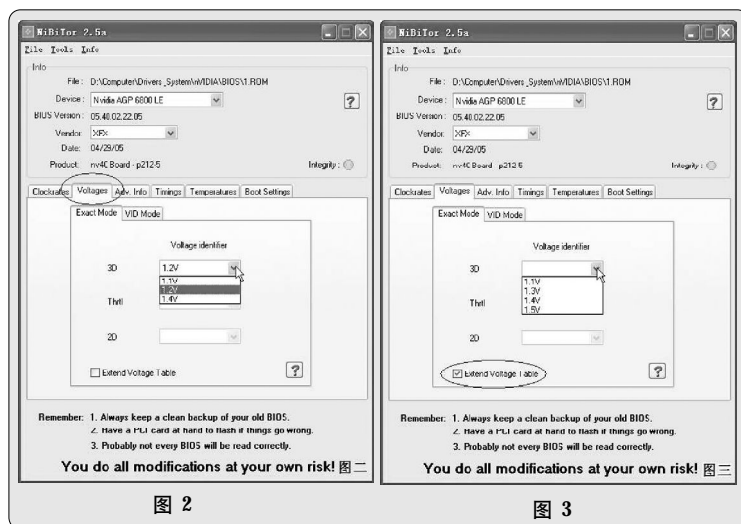 NiBiTor 2.5a
File Tools Info
Info
File: D:\Computer\Drivers_System\nVIDIA\BIOS\1.ROM
Device: Nvidia AGP 6800 LE
?
BIOS Version: 05.40.02.22.05
Vendor: XFX
Date: 04/29/05
Product: nv40 Board - p212-5
Integrity:
Clockrates Voltages Adv. Info Timings Temperatures Boot Settings
Exact Mode VID Mode
Voltage identifier
3D 1.2V
1.1V
1.2V
Thrtl 1.4V
2D
Extend Voltage Table
?
Remember: 1. Always keep a clean backup of your old BIOS.
2. Have a PCI card at hand to flash if things go wrong.
3. Probably not every BIOS will be read correctly.
You do all modifications at your own risk! 图二
图 2
NiBiTor 2.5a
File Tools Info
Info
File: D:\Computer\Drivers_System\nVIDIA\BIOS\1.ROM
Device: Nvidia AGP 6800 LE
?
BIOS Version: 05.40.02.22.05
Vendor: XFX
Date: 04/29/05
Product: nv40 Board - p212-5
Integrity:
Clockrates Voltages Adv. Info Timings Temperatures Boot Settings
Exact Mode VID Mode
Voltage identifier
3D
1.1V
1.3V
Thrtl 1.4V
1.5V
2D
Extend Voltage Table
?
Remember: 1. Always keep a clean backup of your old BIOS.
2. Have a PCI card at hand to flash if things go wrong.
3. Probably not every BIOS will be read correctly.
You do all modifications at your own risk! 图三
图 3